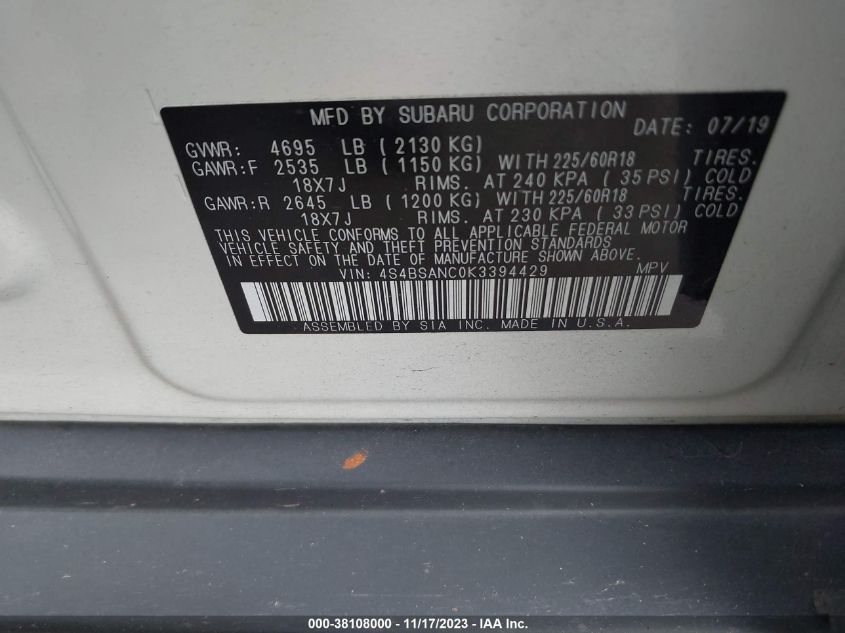 MFD BY SUBARU CORPORATION DATE: 07/19
GVWR: 4695 LB ( 2130 KG)
GAWR:F 2535 LB ( 1150 KG) WITH 225/60R18 TIRES.
18X7J RIMS. AT 240 KPA ( 35 PSI) COLD
GAWR:R 2645 LB ( 1200 KG) WITH 225/60R18 TIRES.
18X7J RIMS. AT 230 KPA ( 33 PSI) COLD
THIS VEHICLE CONFORMS TO ALL APPLICABLE FEDERAL MOTOR
VEHICLE SAFETY AND THEFT PREVENTION STANDARDS
IN EFFECT ON THE DATE OF MANUFACTURE SHOWN ABOVE.
VIN: 4S4BSANC0K3394429 MPV
ASSEMBLED BY SIA INC. MADE IN U.S.A.
000-38108000 - 11/17/2023 - IAA Inc.